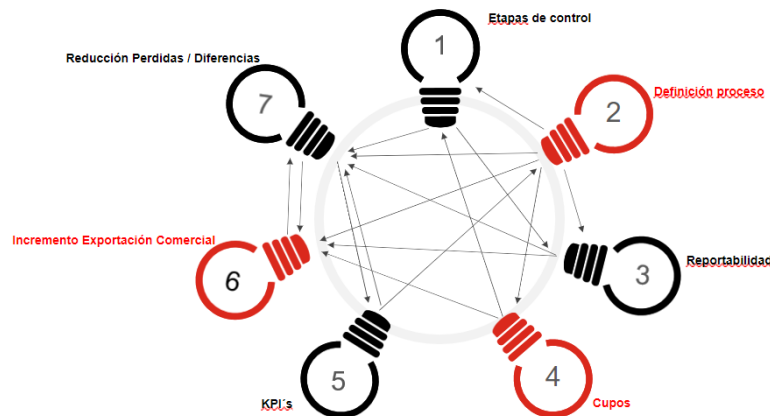 Etapas de control
1
Reducción Perdidas / Diferencias
7
Definición proceso
2
Incremento Exportación Comercial
6
Reportabilidad
3
5
KPI´s
4
Cupos